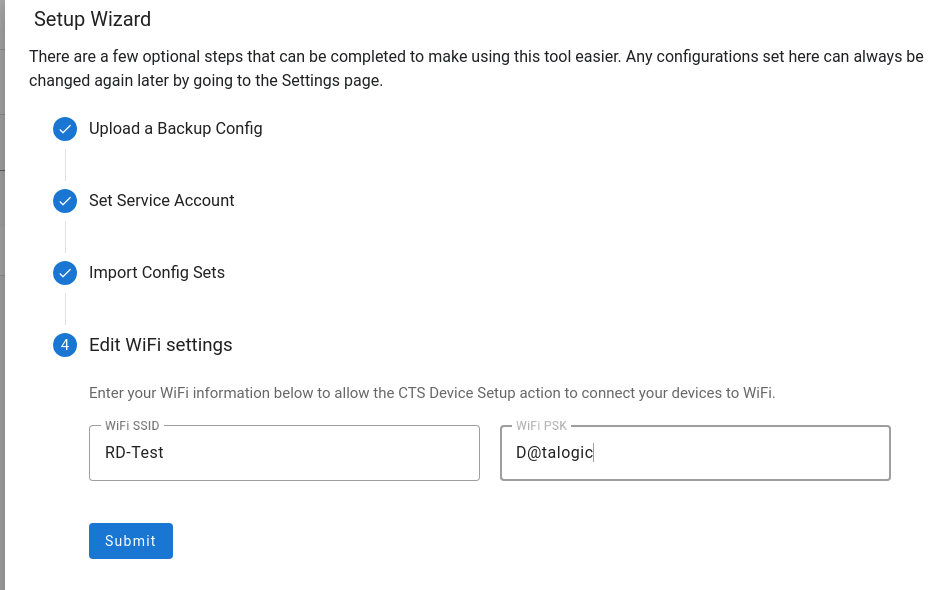 Setup Wizard
There are a few optional steps that can be completed to make using this tool easier. Any configurations set here can always be
changed again later by going to the Settings page.
Upload a Backup Config
Set Service Account
Import Config Sets
4 Edit WiFi settings
Enter your WiFi information below to allow the CTS Device Setup action to connect your devices to WiFi.
WiFi SSID WiFi PSK
RD-Test D@talogic
Submit